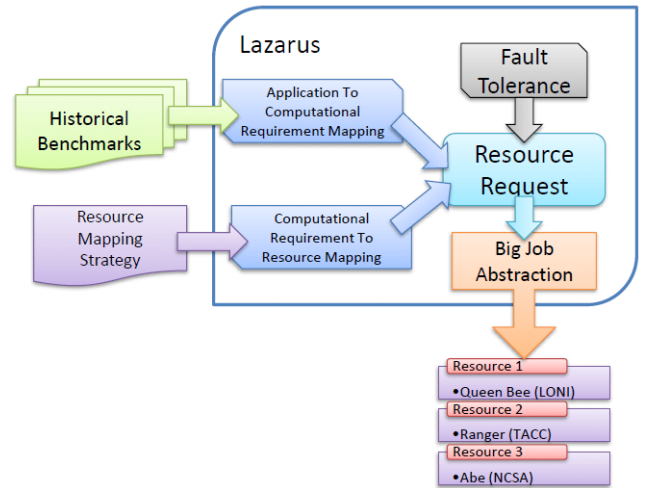 Lazarus
Fault
Tolerance
Historical
Benchmarks
Application To
Computational
Requirement Mapping
Resource
Request
Resource
Mapping
Strategy
Computational
Requirement To
Resource Mapping
Big Job
Abstraction
Resource 1
•Queen Bee (LONI)
Resource 2
•Ranger (TACC)
Resource 3
•Abe (NCSA)